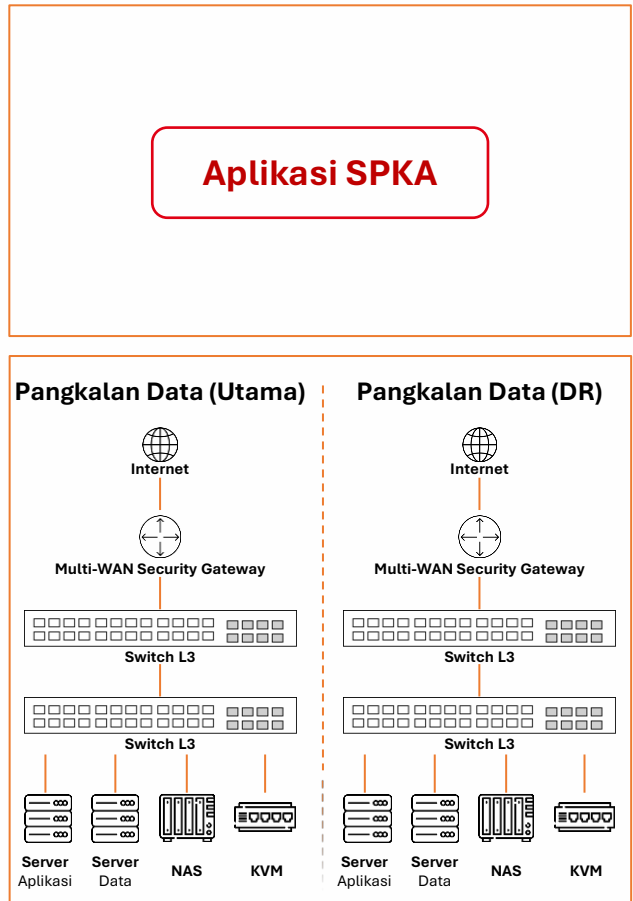 Aplikasi SPKA
Pangkalan Data (Utama)
Internet
Multi-WAN Security Gateway
Switch L3
Switch L3
Server
Aplikasi
Server
Data
NAS
KVM
Pangkalan Data (DR)
Internet
Multi-WAN Security Gateway
Switch L3
Switch L3
Server
Aplikasi
Server
Data
NAS
KVM